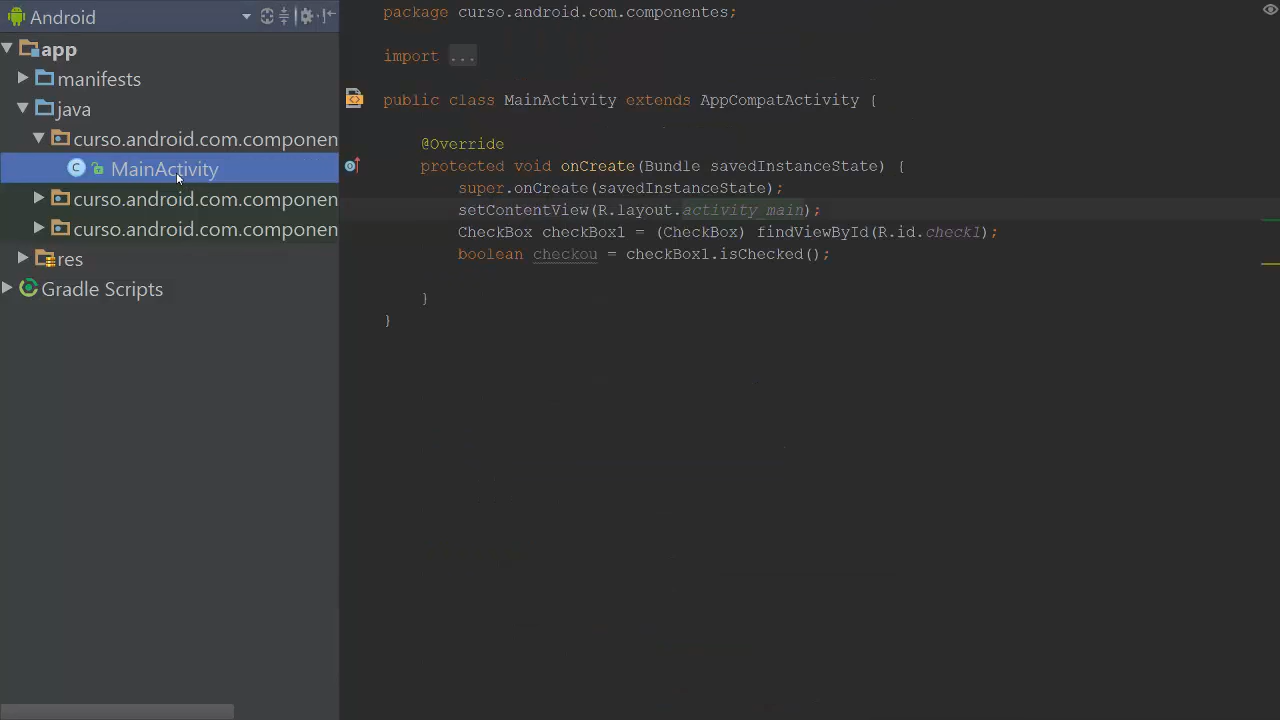 Android
app
manifests
java
curso.android.com.componen
MainActivity
curso.android.com.componen
curso.android.com.componen
res
Gradle Scripts
package curso.android.com.componentes;
import ...
public class MainActivity extends AppCompatActivity {
@Override
protected void onCreate(Bundle savedInstanceState) {
super.onCreate(savedInstanceState);
setContentView(R.layout.activity_main);
CheckBox checkBox1 = (CheckBox) findViewById(R.id.check1);
boolean checkou = checkBox1.isChecked();
}
}